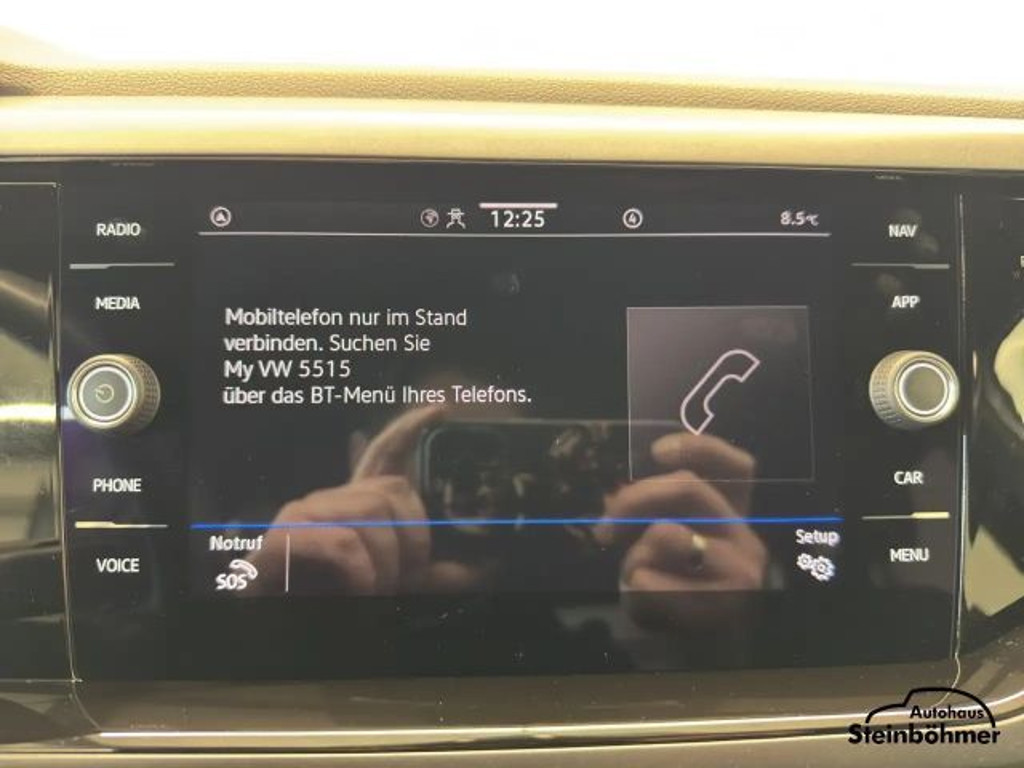 RADIO
MEDIA
PHONE
VOICE
12:25
4
8.5℃
Mobiltelefon nur im Stand
verbinden. Suchen Sie
My VW 5515
über das BT-Menü Ihres Telefons.
Notruf
SOS
Setup
NAV
APP
CAR
MENU
Autohaus
Steinböhmer